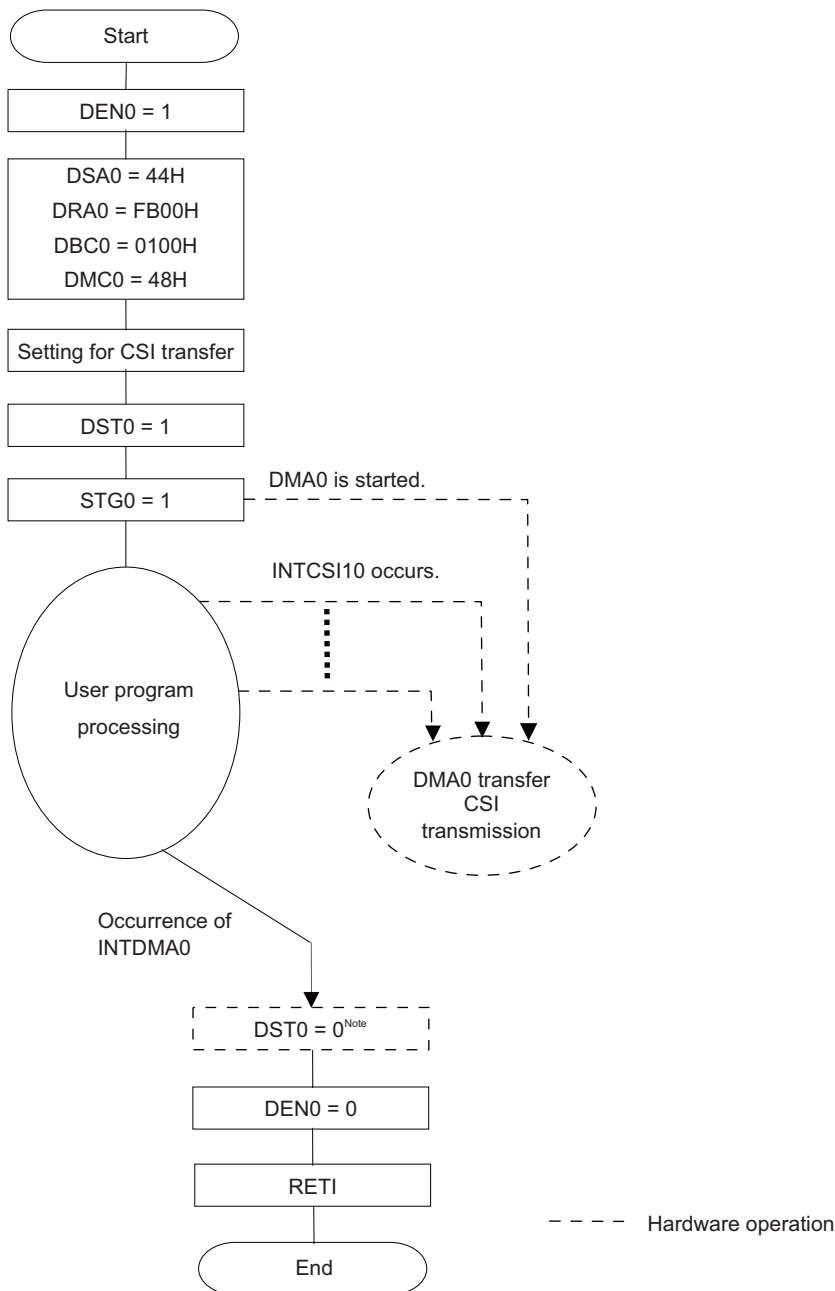 Start
DEN0 = 1
DSA0 = 44H
DRA0 = FB00H
DBC0 = 0100H
DMC0 = 48H
Setting for CSI transfer
DST0 = 1
STG0 = 1
DMA0 is started.
INTCSI10 occurs.
User program
processing
DMA0 transfer
CSI
transmission
Occurrence of
INTDMA0
DST0 = 0Note
DEN0 = 0
RETI
Hardware operation
End